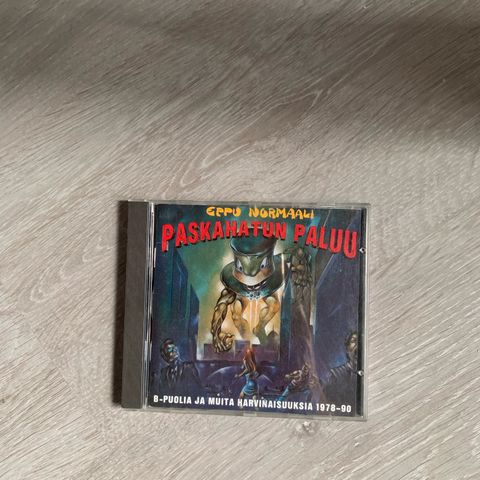 EPPU NORMAALI
PASKAHATUN PALUU
B-PUOLIA JA MUITA HARVINAISUUKSIA 1978-90